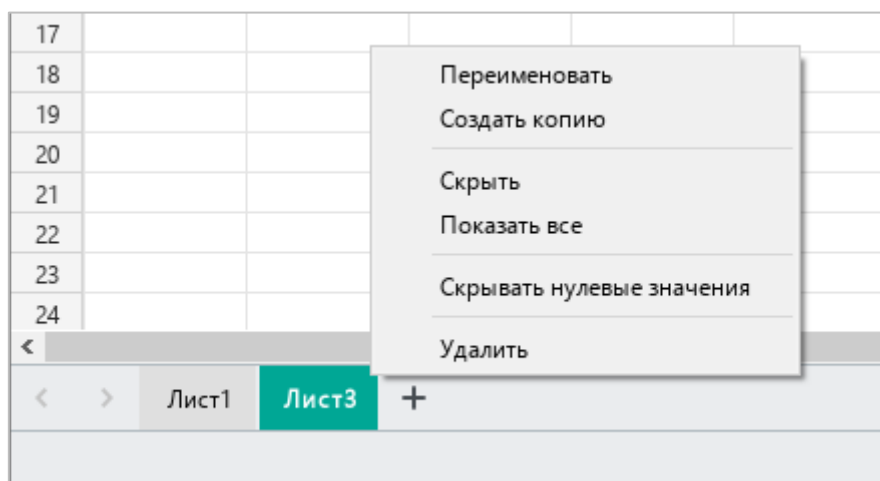 17
18
Переименовать
19
Создать копию
20
21
Скрыть
22
Показать все
23
Скрывать нулевые значения
24
Удалить
< > Лист1 Лист3 +